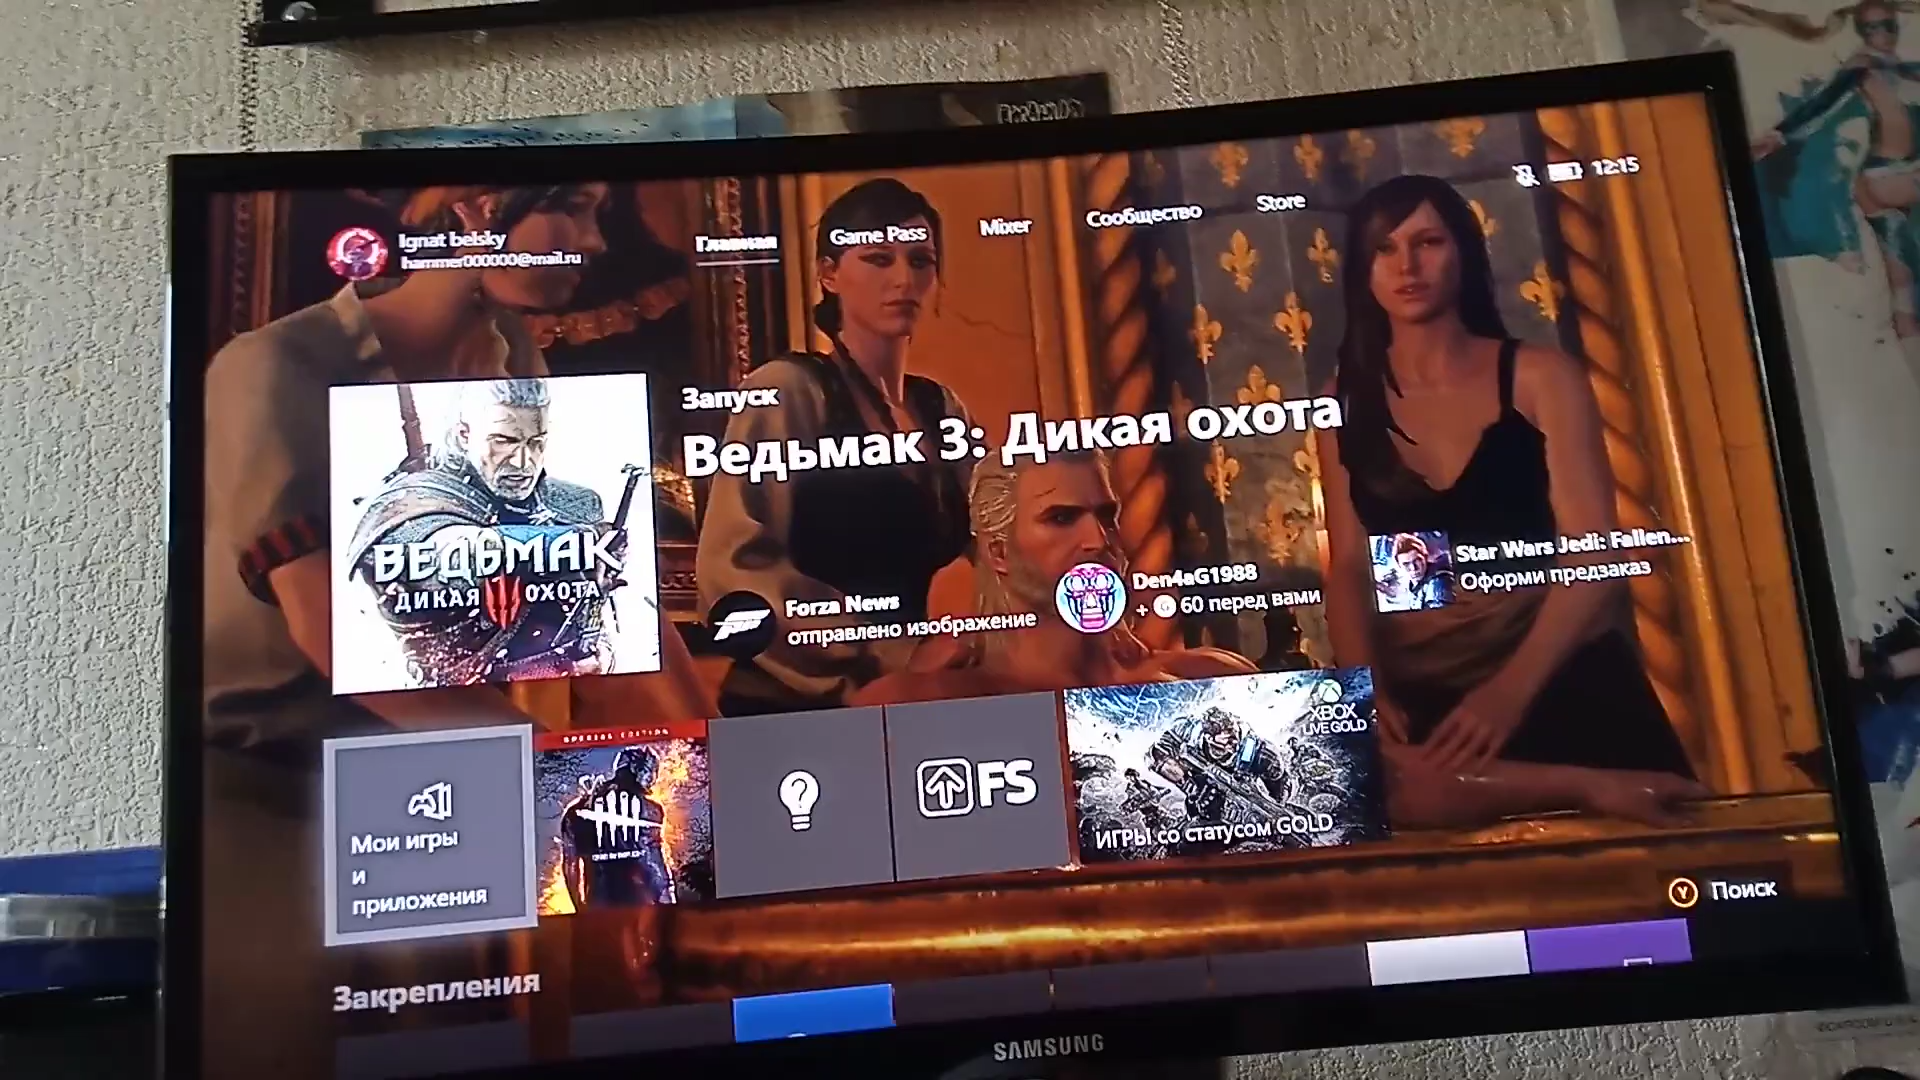 12:15
Ignat belsky
hammer000000@mail.ru
Главная
Game Pass
Mixer
Сообщество
Store
Запуск
Ведьмак 3: Дикая охота
ВЕДЬМАК
ДИКАЯ ОХОТА
Forza News
отправлено изображение
Den4aG1988
+ G 60 перед вами
Star Wars Jedi: Fallen...
Оформи предзаказ
Мои игры
и
приложения
SPECIAL EDITION
FS
XBOX
LIVE GOLD
ИГРЫ со статусом GOLD
Y Поиск
Закрепления
SAMSUNG